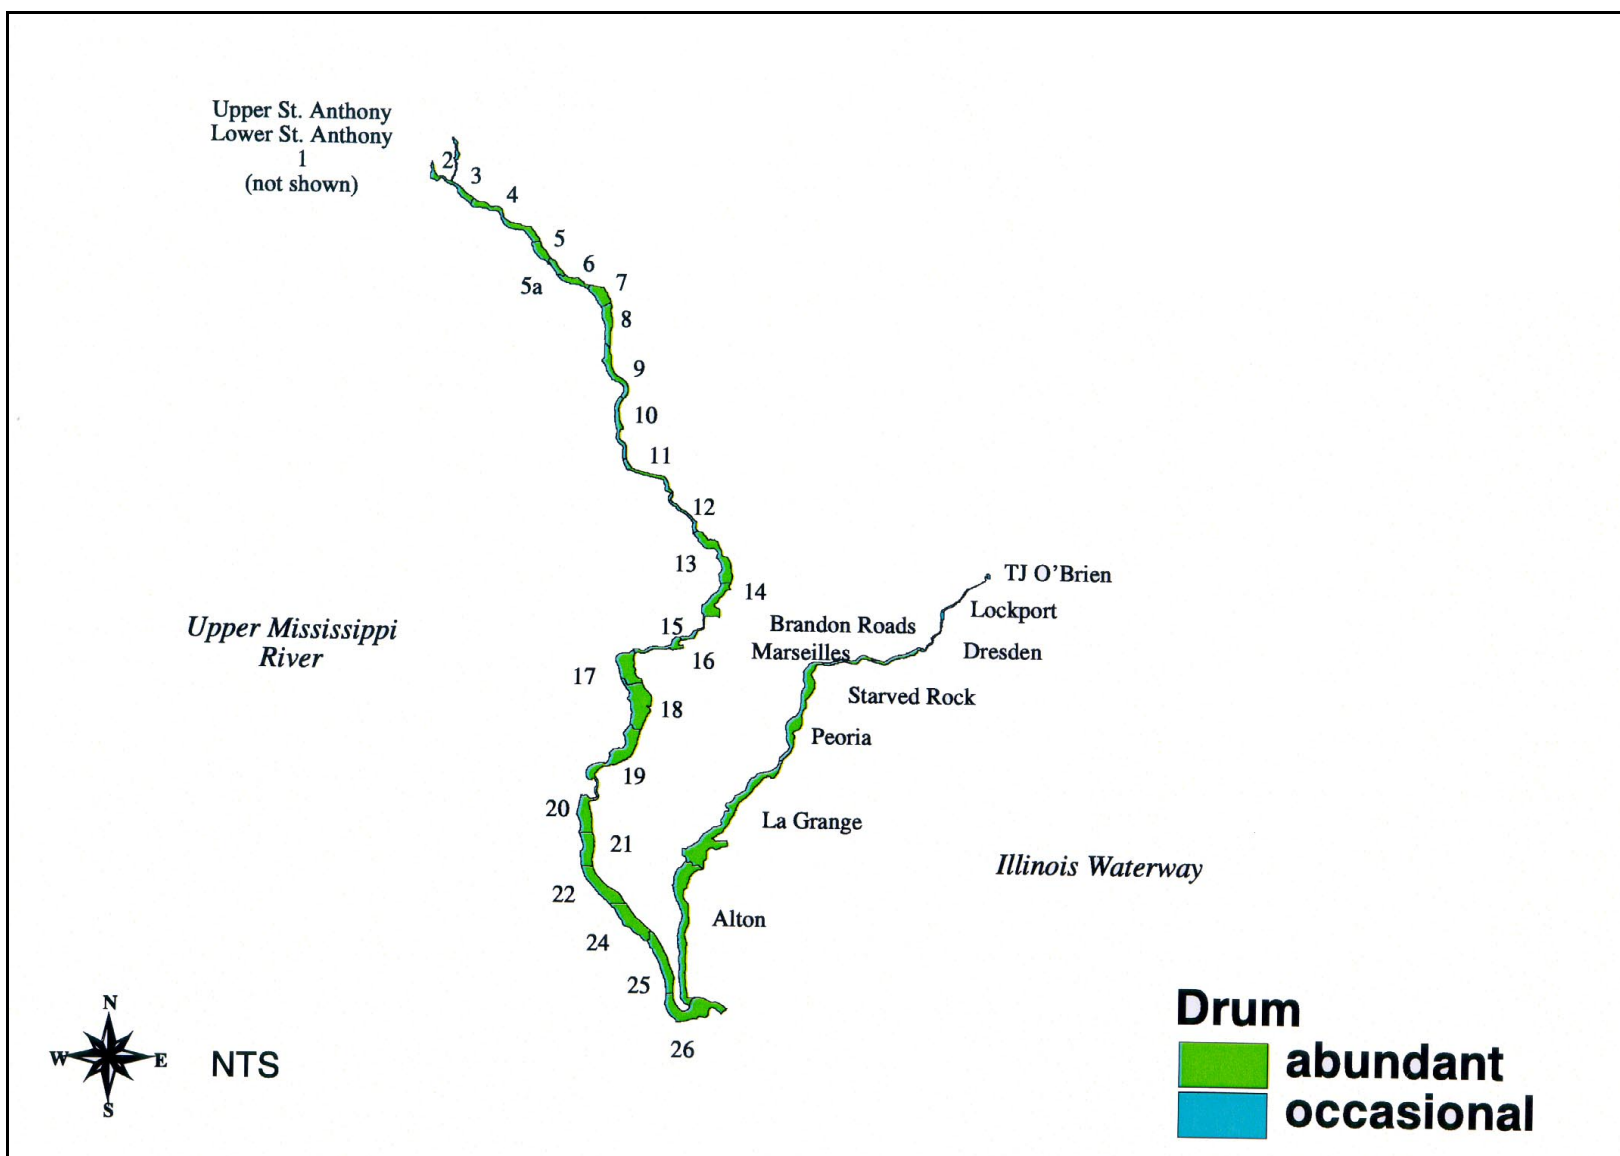 Upper St. Anthony
Lower St. Anthony
1
(not shown)
2
3
4
5
6
5a
7
8
9
10
11
12
13
14
TJ O'Brien
Lockport
Brandon Roads
15
Upper Mississippi
River
Marseilles
Dresden
16
17
Starved Rock
18
Peoria
19
20
La Grange
21
Illinois Waterway
22
Alton
24
25
26
N
W
E
S
NTS
Drum
abundant
occasional